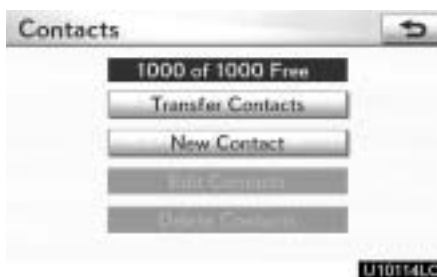 Contacts
1000 of 1000 Free
Transfer Contacts
New Contact
Edit Contacts
Delete Contacts
U10114LC